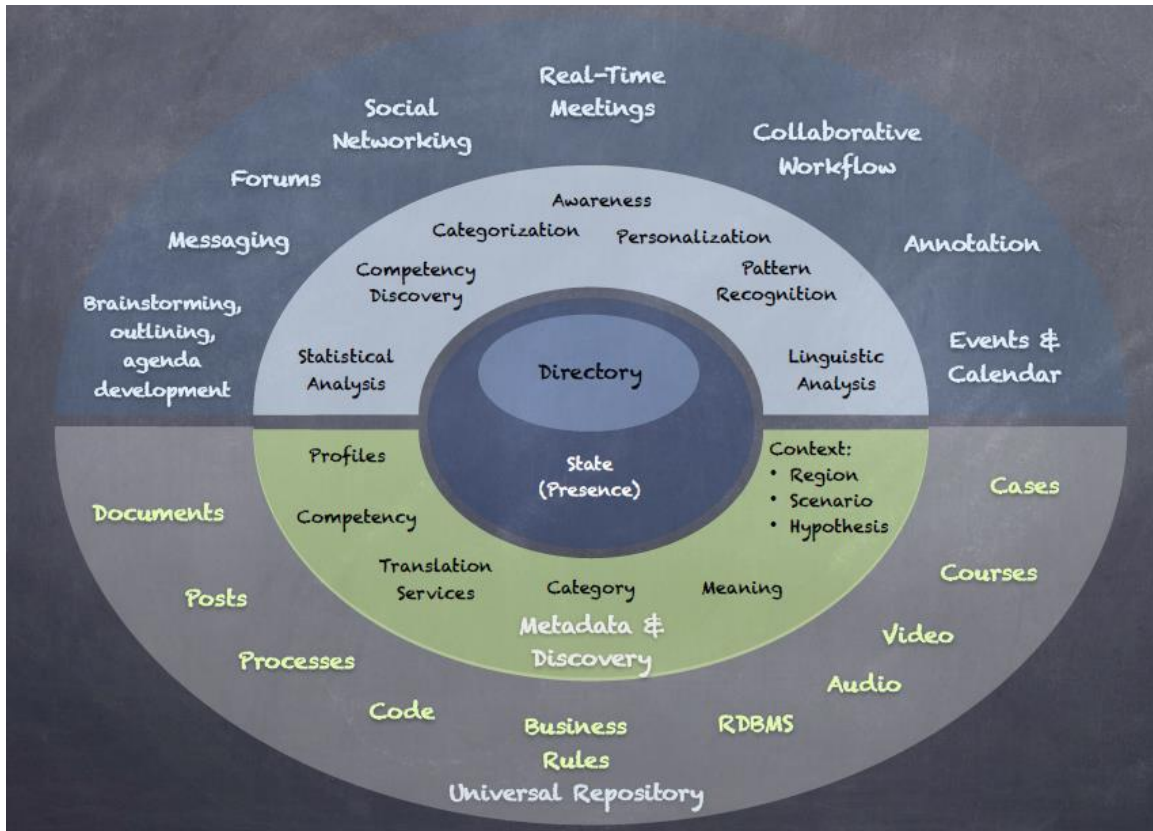 Real-Time
Meetings
Social
Networking
Collaborative
Workflow
Forums
Messaging
Annotation
Brainstorming,
outlining,
agenda
development
Events &
Calendar
Awareness
Categorization
Personalization
Competency
Discovery
Pattern
Recognition
Statistical
Analysis
Linguistic
Analysis
Directory
State
(Presence)
Profiles
Competency
Translation
Services
Category
Meaning
Context:
• Region
• Scenario
• Hypothesis
Metadata &
Discovery
Documents
Posts
Processes
Code
Business
Rules
RDBMS
Audio
Video
Courses
Cases
Universal Repository